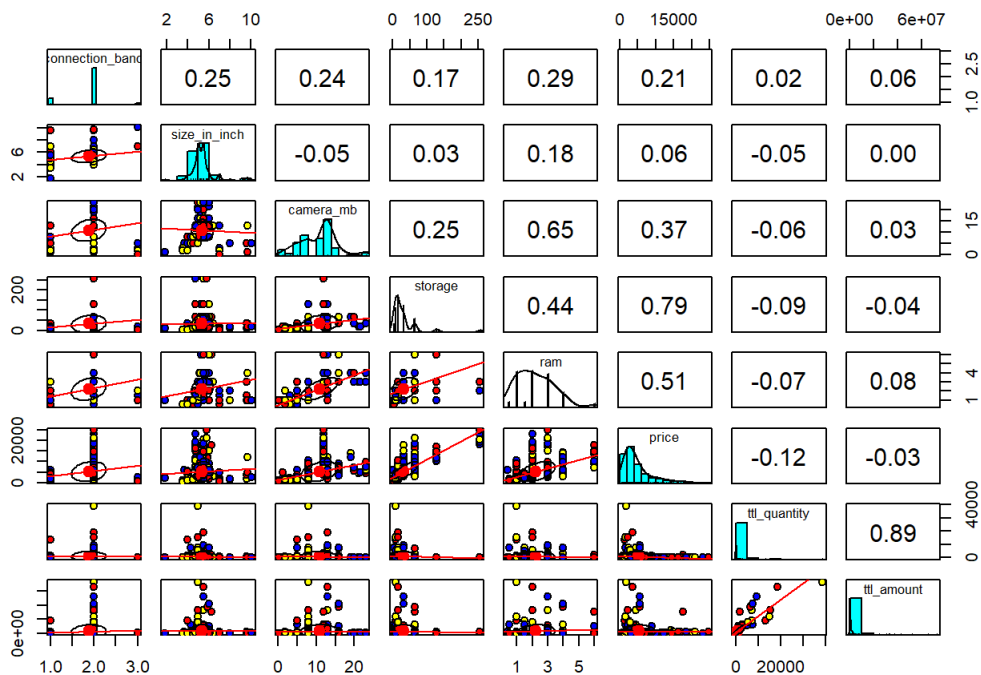 2 6 10 0 100 250 0 15000 0e+00 6e+07
connection_band 0.25 0.24 0.17 0.29 0.21 0.02 0.06 1.0 2.5
2 6 size_in_inch -0.05 0.03 0.18 0.06 -0.05 0.00
camera_mb 0.25 0.65 0.37 -0.06 0.03 0 15
0 200 storage 0.44 0.79 -0.09 -0.04
ram 0.51 -0.07 0.08 1 4
0 20000 price -0.12 -0.03
ttl_quantity 0.89 0 40000
0e+00 ttl_amount
1.0 2.0 3.0 0 10 20 1 3 5 0 20000